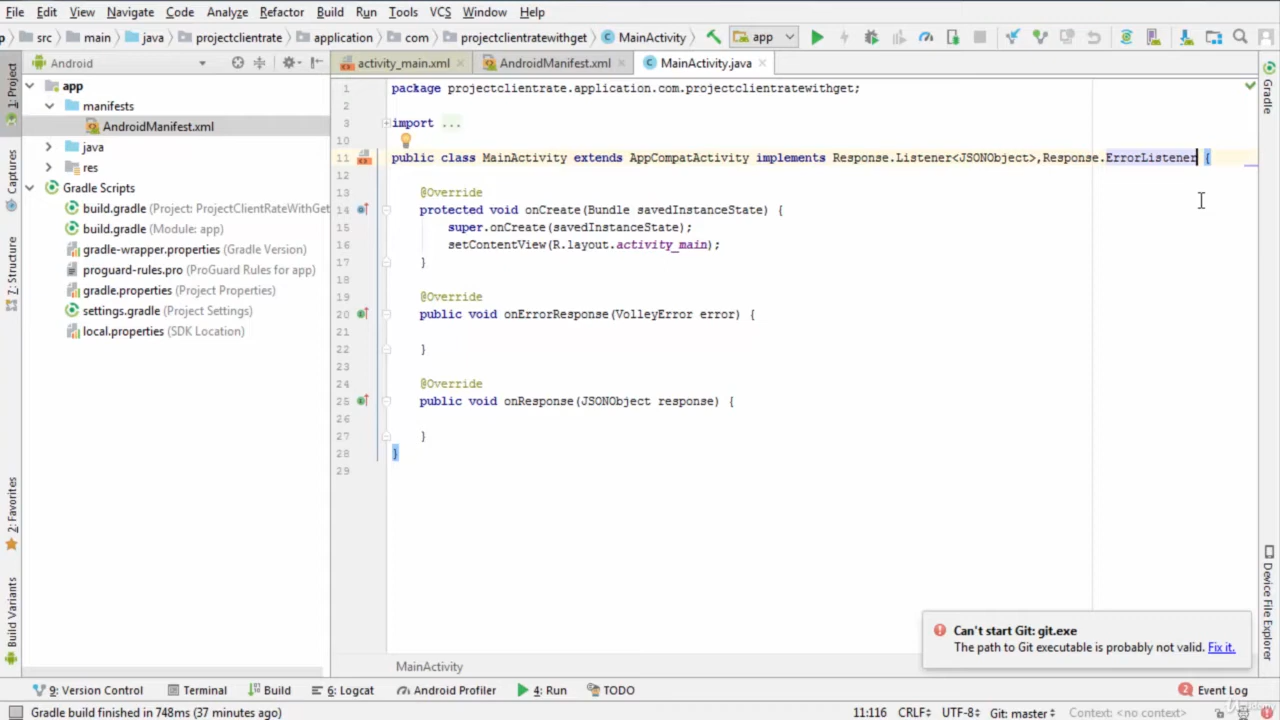 File Edit View Navigate Code Analyze Refactor Build Run Tools VCS Window Help
p src main java projectclientrate application com projectclientratewithget MainActivity app
1: Project
Captures
7: Structure
2: Favorites
Build Variants
Android
app
manifests
AndroidManifest.xml
java
res
Gradle Scripts
build.gradle (Project: ProjectClientRateWithGet
build.gradle (Module: app)
gradle-wrapper.properties (Gradle Version)
proguard-rules.pro (ProGuard Rules for app)
gradle.properties (Project Properties)
settings.gradle (Project Settings)
local.properties (SDK Location)
activity_main.xml AndroidManifest.xml MainActivity.java
1 package projectclientrate.application.com.projectclientratewithget;
2
3 import ...
10
11 public class MainActivity extends AppCompatActivity implements Response.Listener<JSONObject>,Response.ErrorListener {
12
13 @Override
14 protected void onCreate(Bundle savedInstanceState) {
15 super.onCreate(savedInstanceState);
16 setContentView(R.layout.activity_main);
17 }
18
19 @Override
20 public void onErrorResponse(VolleyError error) {
21
22 }
23
24 @Override
25 public void onResponse(JSONObject response) {
26
27 }
28 }
29
MainActivity
Gradle
Device File Explorer
Can't start Git: git.exe
The path to Git executable is probably not valid. Fix it.
9: Version Control Terminal Build 6: Logcat Android Profiler 4: Run TODO 2 Event Log
Gradle build finished in 748ms (37 minutes ago) 11:116 CRLF UTF-8 Git: master Context: <no context>